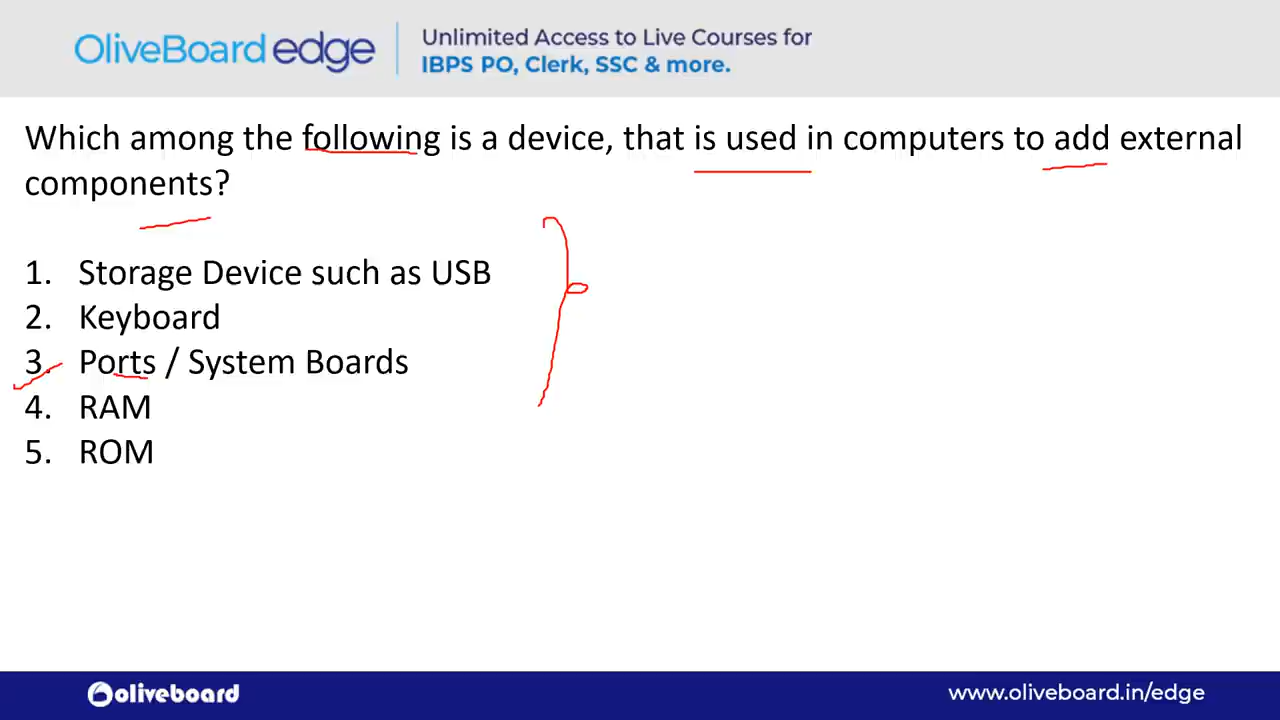 OliveBoard edge
Unlimited Access to Live Courses for
IBPS PO, Clerk, SSC & more.
Which among the following is a device, that is used in computers to add external
components?
1. Storage Device such as USB
2. Keyboard
3. Ports / System Boards
4. RAM
5. ROM
oliveboard
www.oliveboard.in/edge